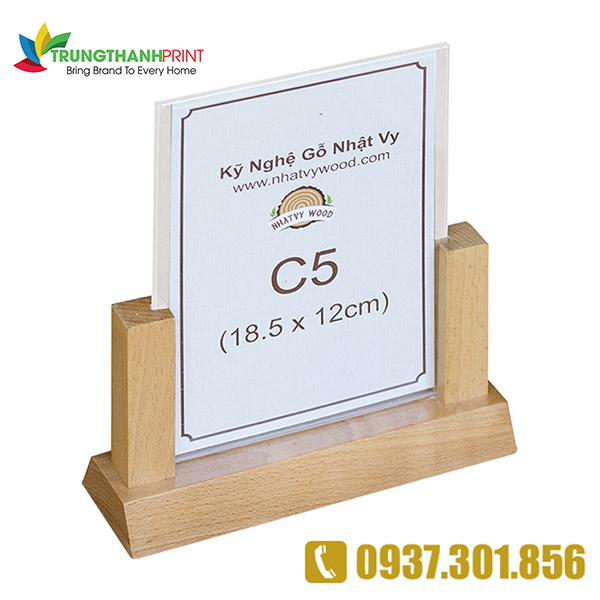 TRUNGTHANHPRINT
Bring Brand To Every Home
Kỹ Nghệ Gỗ Nhật Vy
www.nhatvywood.com
NHATVY WOOD
C5
(18.5 x 12cm)
0937.301.856